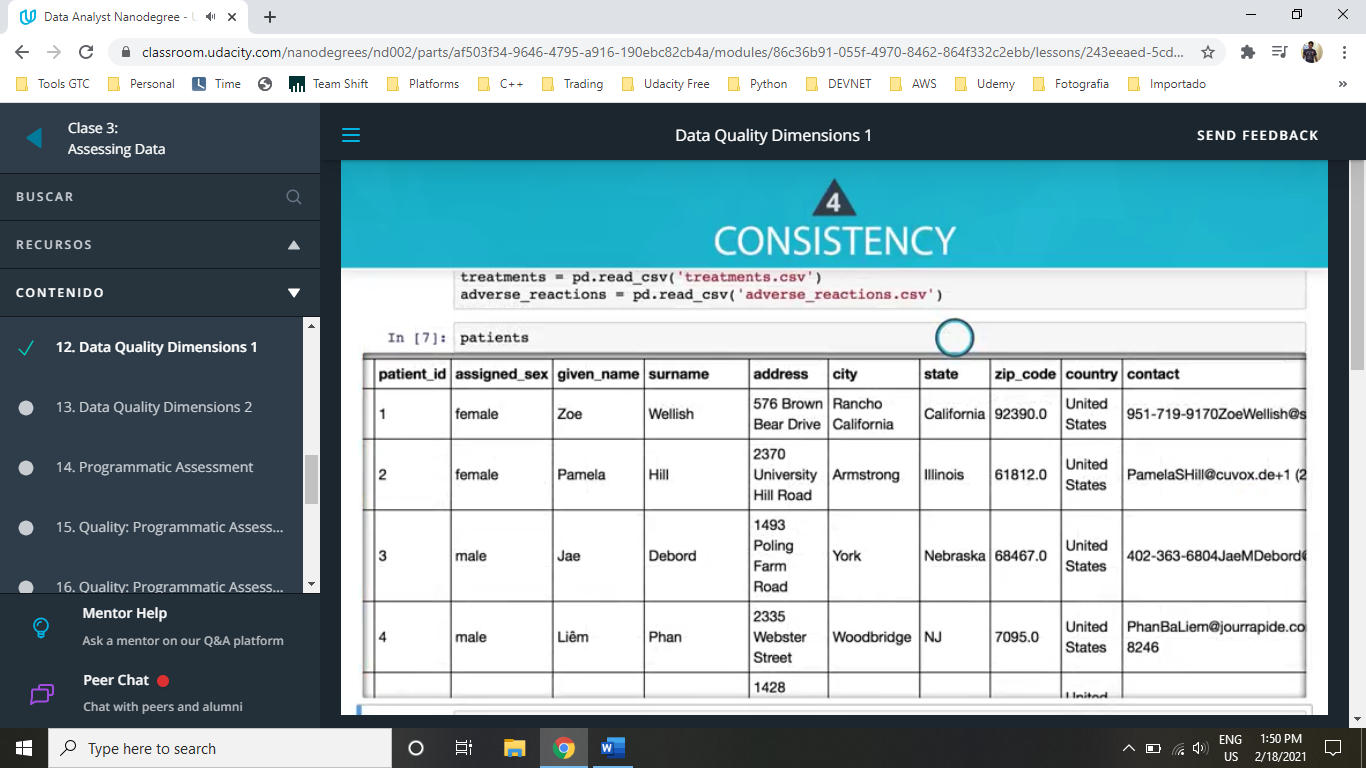 Data Analyst Nanodegree - U
classroom.udacity.com/nanodegrees/nd002/parts/af503f34-9646-4795-a916-190ebc82cb4a/modules/86c36b91-055f-4970-8462-864f332c2ebb/lessons/243eeaed-5cd...
Tools GTC Personal Time Team Shift Platforms C++ Trading Udacity Free Python DEVNET AWS Udemy Fotografia Importado »
Clase 3:
Assessing Data
Data Quality Dimensions 1
SEND FEEDBACK
BUSCAR
RECURSOS
CONTENIDO
12. Data Quality Dimensions 1
13. Data Quality Dimensions 2
14. Programmatic Assessment
15. Quality: Programmatic Assess...
16. Quality: Programmatic Assess...
Mentor Help
Ask a mentor on our Q&A platform
Peer Chat
Chat with peers and alumni
4
CONSISTENCY
treatments = pd.read_csv('treatments.csv')
adverse_reactions = pd.read_csv('adverse_reactions.csv')
In [7]: patients
patient_id assigned_sex given_name surname address city state zip_code country contact
1 female Zoe Wellish 576 Brown Rancho California 92390.0 United 951-719-9170ZoeWellish@s
Bear Drive California States
2370
2 female Pamela Hill University Armstrong Illinois 61812.0 United PamelaSHill@cuvox.de+1 (2
Hill Road States
1493
Poling
3 male Jae Debord Farm York Nebraska 68467.0 United 402-363-6804JaeMDebord@
Road States
2335
4 male Liêm Phan Webster Woodbridge NJ 7095.0 United PhanBaLiem@jourrapide.co
Street States 8246
1428
United
Type here to search
ENG
US
1:50 PM
2/18/2021